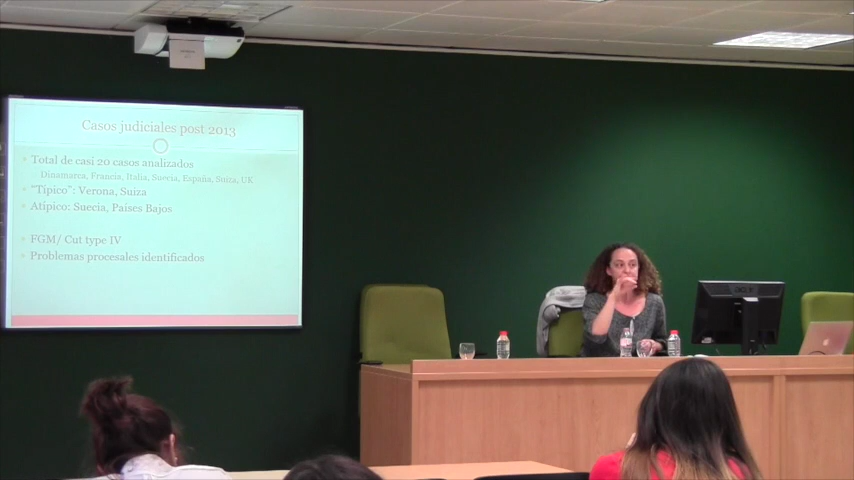 Casos judiciales post 2013
Total de casi 20 casos analizados
Dinamarca, Francia, Italia, Suecia, España, Suiza, UK
"Típico": Verona, Suiza
Atípico: Suecia, Países Bajos
FGM/ Cut type IV
Problemas procesales identificados
acer